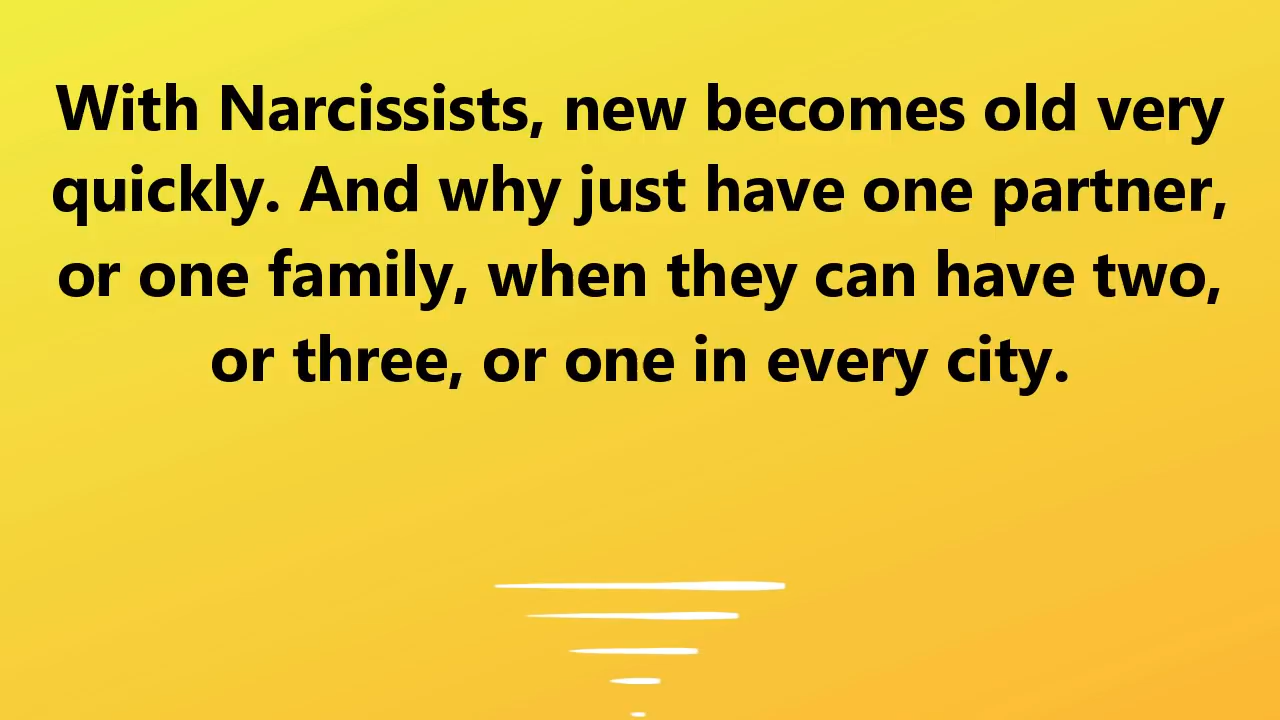 With Narcissists, new becomes old very
quickly. And why just have one partner,
or one family, when they can have two,
or three, or one in every city.